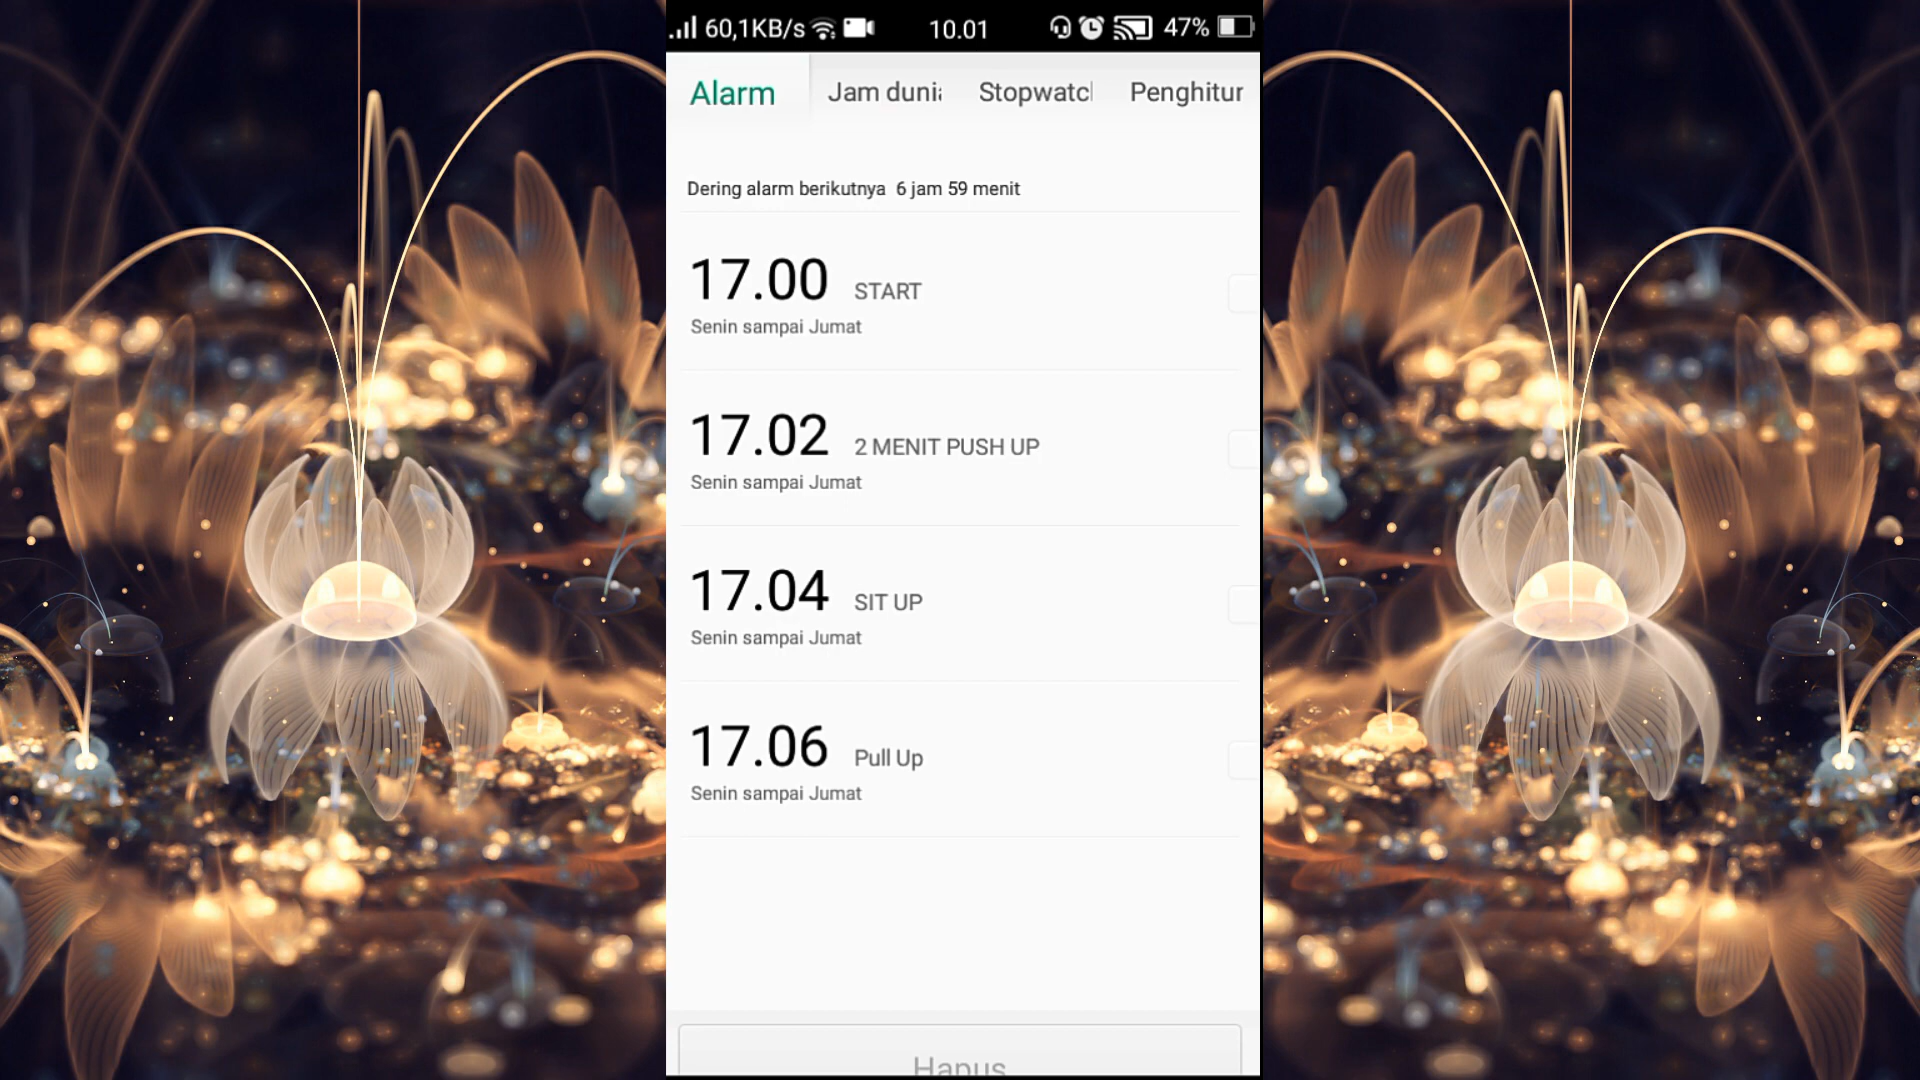 60,1KB/s 10.01 47%
Alarm Jam dunia Stopwatcl Penghitur
Dering alarm berikutnya 6 jam 59 menit
17.00 START
Senin sampai Jumat
17.02 2 MENIT PUSH UP
Senin sampai Jumat
17.04 SIT UP
Senin sampai Jumat
17.06 Pull Up
Senin sampai Jumat
Hapus